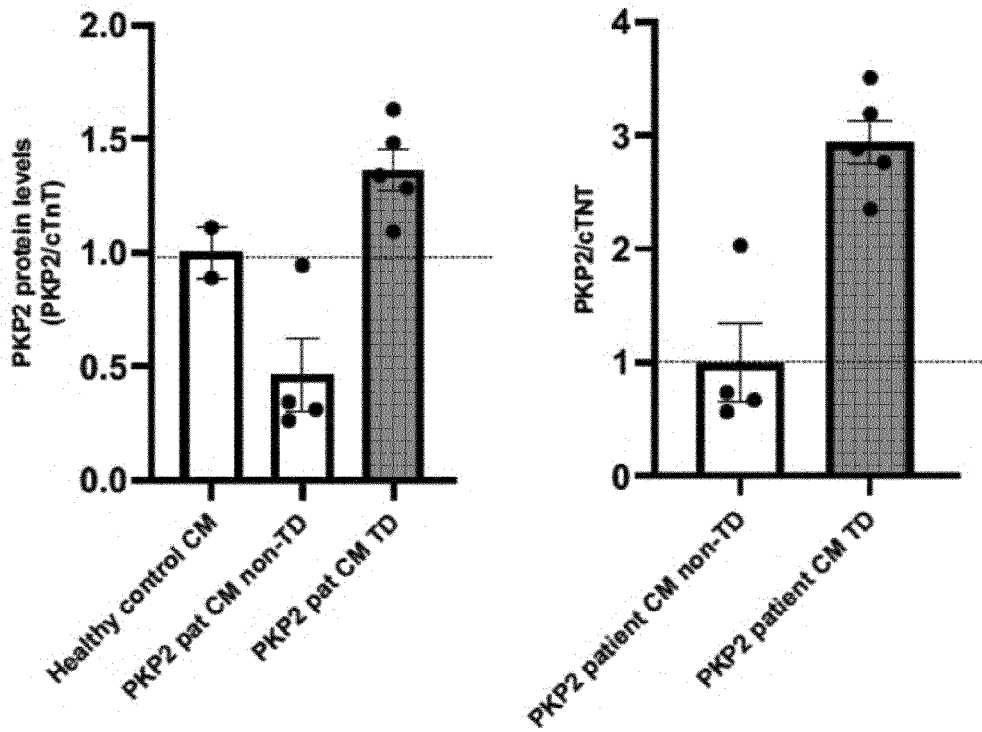 PKP2 protein levels
(PKP2/cTnT)
2.0
1.5
1.0
0.5
0.0
Healthy control CM
PKP2 pat CM non-TD
PKP2 pat CM TD
PKP2/cTNT
4
3
2
1
0
PKP2 patient CM non-TD
PKP2 patient CM TD